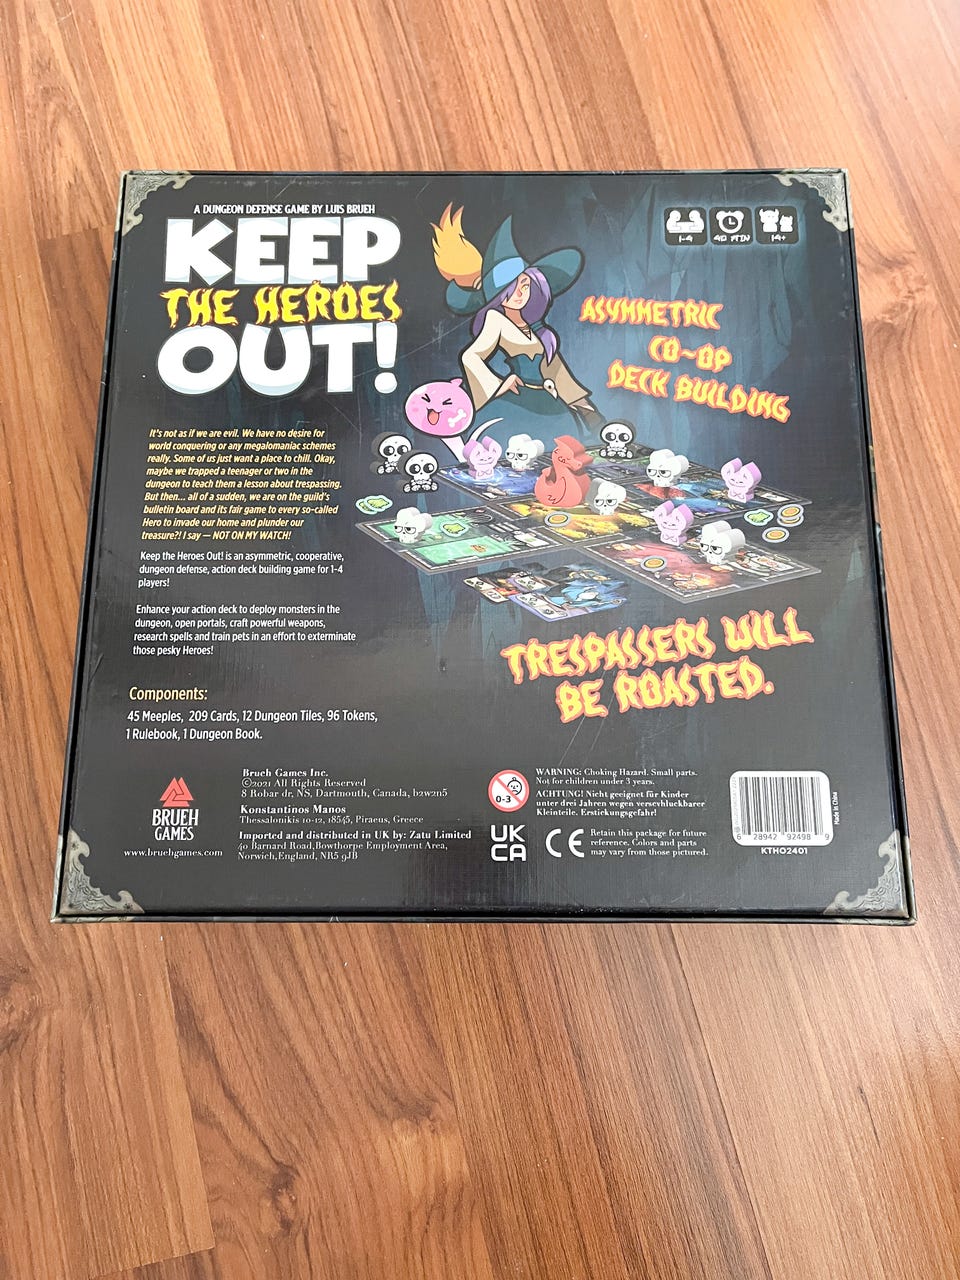 A DUNGEON DEFENSE GAME BY LUIS BRUEH
KEEP
THE HEROES
OUT!
1-4
40 MIN
14+
ASYMMETRIC
CO-OP
DECK BUILDING
It's not as if we are evil. We have no desire for
world conquering or any megalomaniac schemes
really. Some of us just want a place to chill. Okay,
maybe we trapped a teenager or two in the
dungeon to teach them a lesson about trespassing.
But then... all of a sudden, we are on the guild's
bulletin board and its fair game to every so-called
Hero to invade our home and plunder our
treasure?! I say — NOT ON MY WATCH!
Keep the Heroes Out! is an asymmetric, cooperative,
dungeon defense, action deck building game for 1-4
players!
Enhance your action deck to deploy monsters in the
dungeon, open portals, craft powerful weapons,
research spells and train pets in an effort to exterminate
those pesky Heroes!
TRESPASSERS WILL
BE ROASTED.
Components:
45 Meeples, 209 Cards, 12 Dungeon Tiles, 96 Tokens,
1 Rulebook, 1 Dungeon Book.
BRUEH
GAMES
www.bruehgames.com
Brueh Games Inc.
©2021 All Rights Reserved
8 Robar dr, NS, Dartmouth, Canada, b2w2n5
Konstantinos Manos
Thessalonikis 10-12, 18545, Piraeus, Greece
Imported and distributed in UK by: Zatu Limited
40 Barnard Road,Bowthorpe Employment Area,
Norwich,England, NR5 9JB
0-3
WARNING: Choking Hazard. Small parts.
Not for children under 3 years.
ACHTUNG! Nicht geeignet für Kinder
unter drei Jahren wegen verschluckbarer
Kleinteile. Erstickungsgefahr!
UK
CA
CE
Retain this package for future
reference. Colors and parts
may vary from those pictured.
6 28942 92498 9
KTHO2401
Made in China